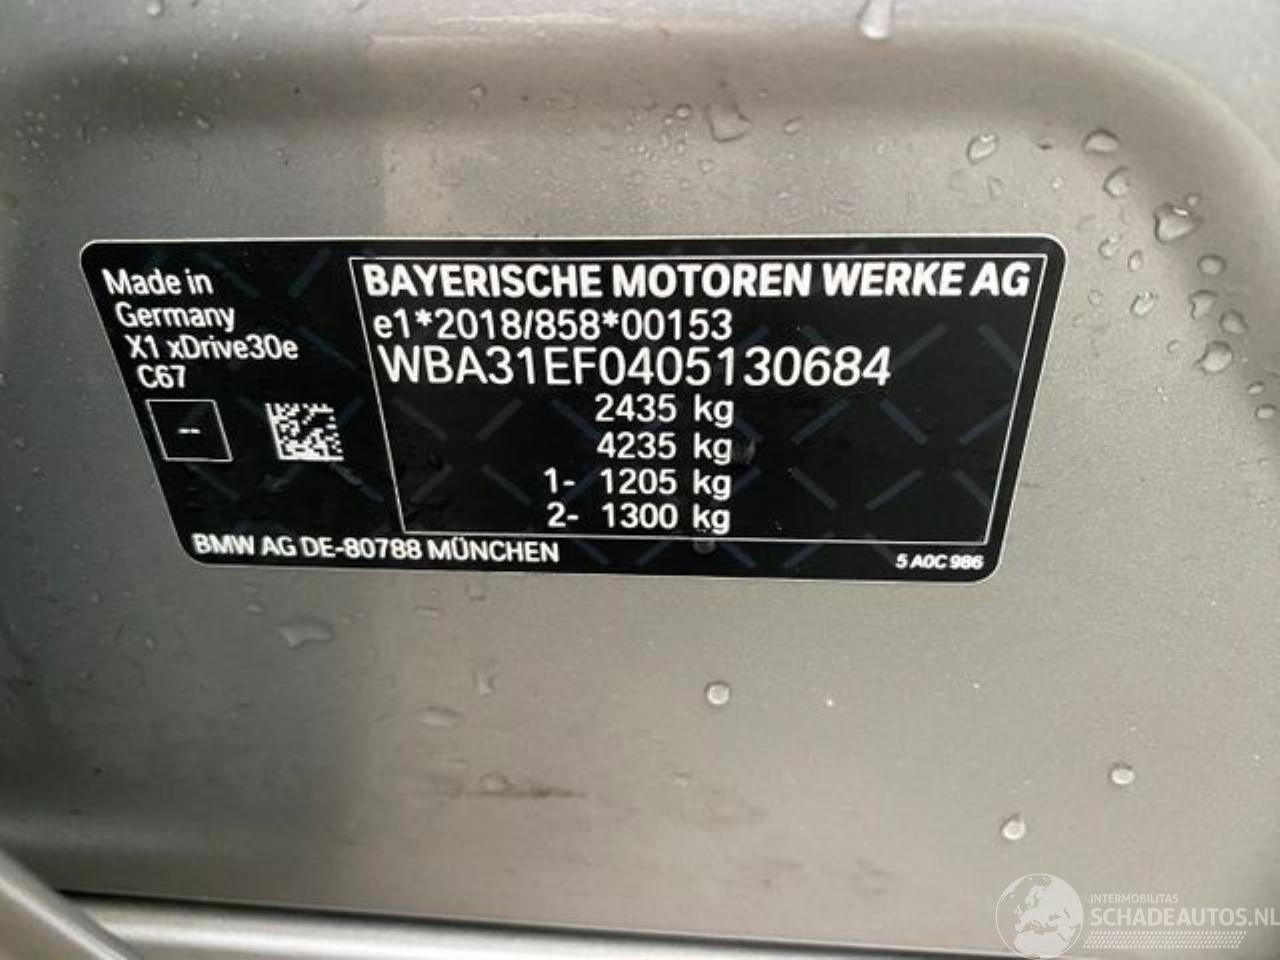 Made in
Germany
X1 xDrive30e
C67
--
BAYERISCHE MOTOREN WERKE AG
e1*2018/858*00153
WBA31EF0405130684
2435 kg
4235 kg
1- 1205 kg
2- 1300 kg
BMW AG DE-80788 MÜNCHEN
5 A0C 986
INTERMOBILITAS
SCHADEAUTOS.NL